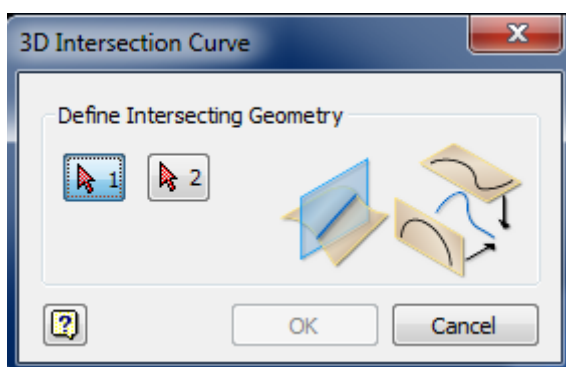 3D Intersection Curve
Define Intersecting Geometry
1 2
? OK Cancel